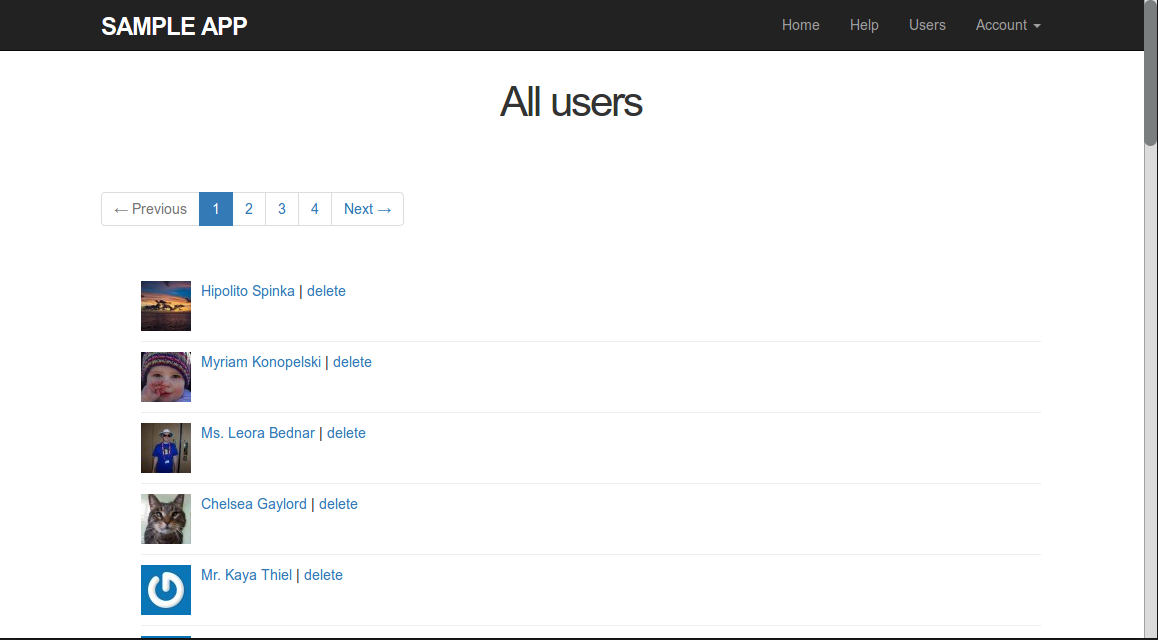 SAMPLE APP Home Help Users Account
All users
← Previous 1 2 3 4 Next →
Hipolito Spinka | delete
Myriam Konopelski | delete
Ms. Leora Bednar | delete
Chelsea Gaylord | delete
Mr. Kaya Thiel | delete